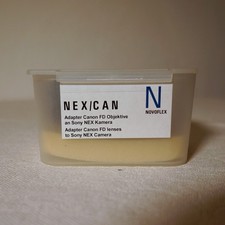 NEX/CAN
N
NOVOFLEX
Adapter Canon FD Objektive
an Sony NEX Kamera
Adapter Canon FD lenses
to Sony NEX Camera